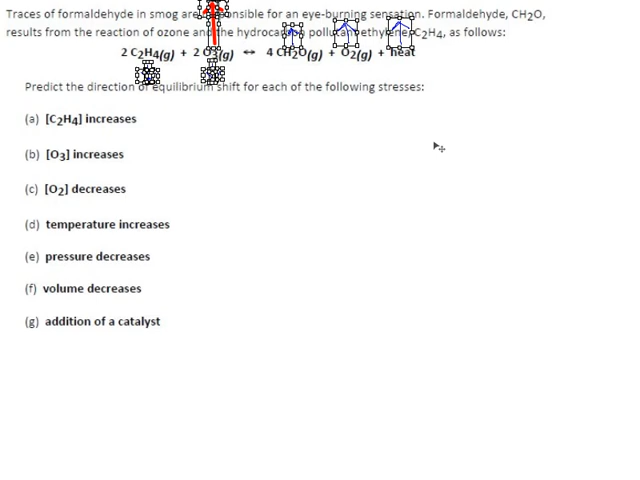 Traces of formaldehyde in smog are responsible for an eye-burning sensation. Formaldehyde, CH2O,
results from the reaction of ozone and the hydrocarbon pollutant ethylene, C2H4, as follows:
2 C2H4(g) + 2 O3(g) ⇔ 4 CH2O(g) + O2(g) + heat
Predict the direction of equilibrium shift for each of the following stresses:
(a) [C2H4] increases
(b) [O3] increases
(c) [O2] decreases
(d) temperature increases
(e) pressure decreases
(f) volume decreases
(g) addition of a catalyst